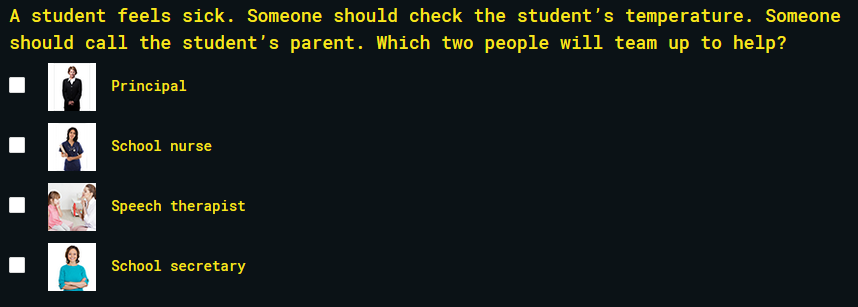 A student feels sick. Someone should check the student’s temperature. Someone
should call the student’s parent. Which two people will team up to help?
Principal
School nurse
Speech therapist
School secretary